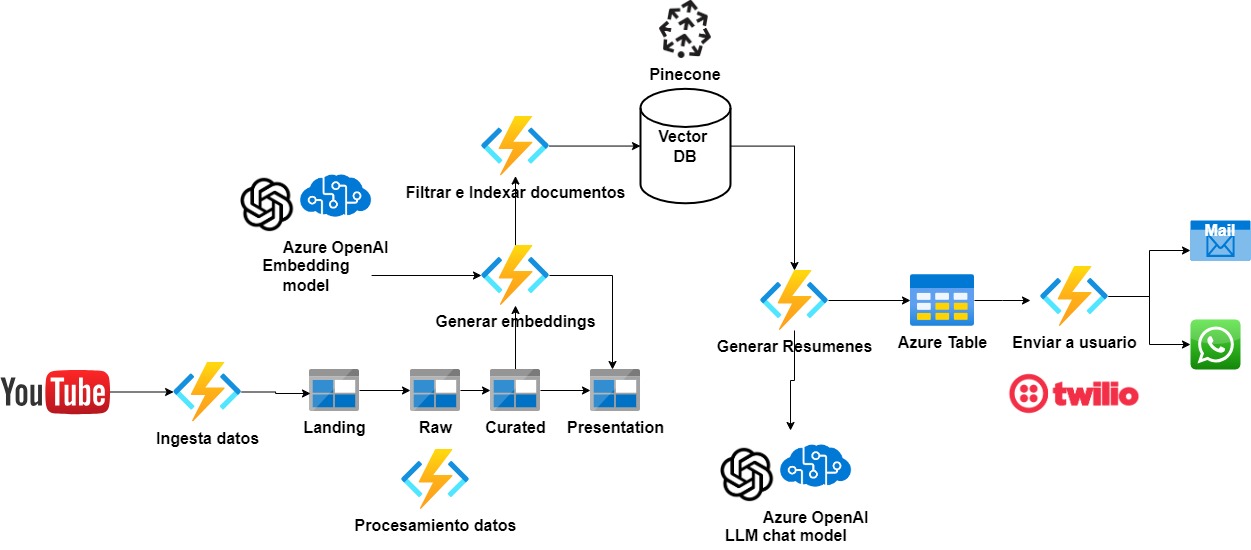 Pinecone
Vector
DB
Filtrar e Indexar documentos
Azure OpenAI
Embedding
model
Generar embeddings
Mail
Generar Resumenes
Azure Table
Enviar a usuario
YouTube
twilio
Ingesta datos
Landing
Raw
Curated
Presentation
Procesamiento datos
Azure OpenAI
LLM chat model